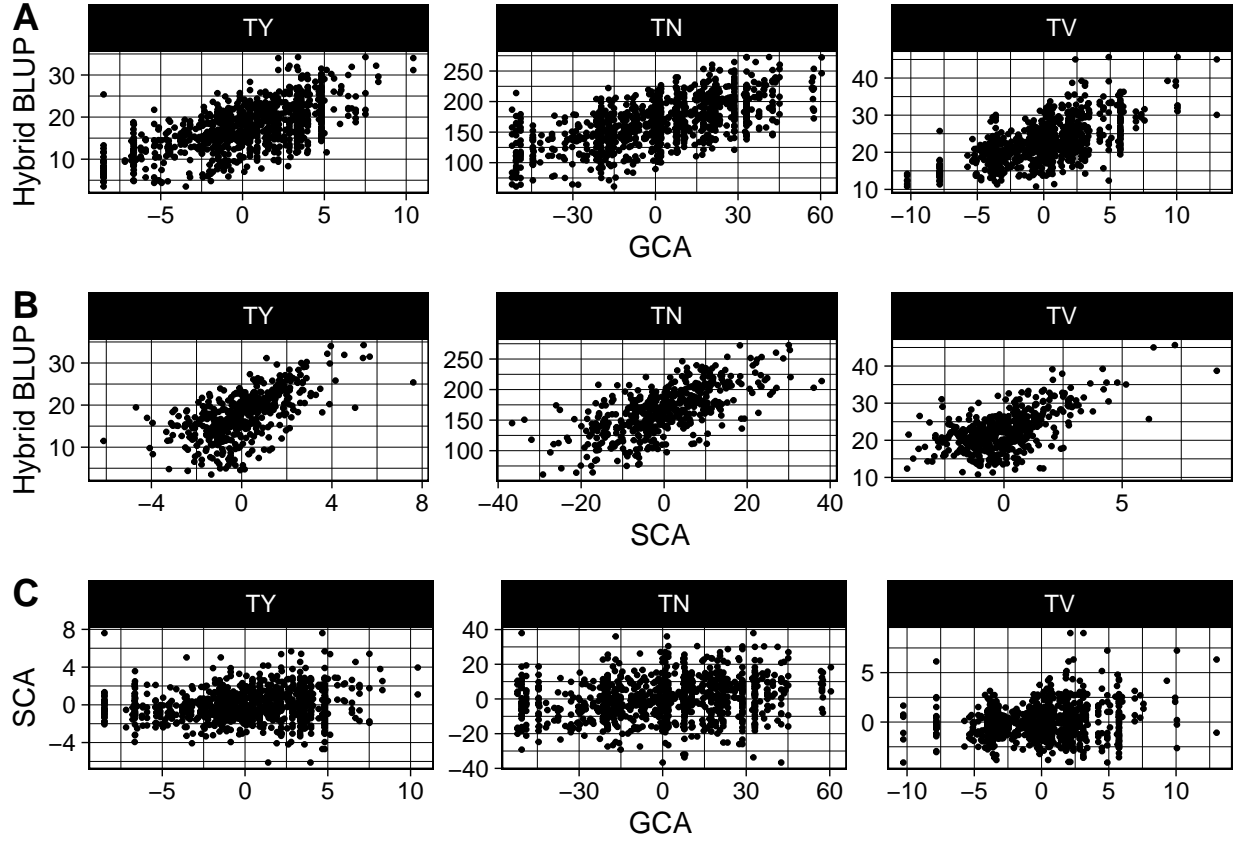 A
TY TN TV
Hybrid BLUP
30 20 10
250 200 150 100
40 30 20 10
−5 0 5 10
−30 0 30 60
−10 −5 0 5 10
GCA
B
TY TN TV
Hybrid BLUP
30 20 10
250 200 150 100
40 30 20 10
−4 0 4 8
−40 −20 0 20 40
0 5
SCA
C
TY TN TV
SCA
8 4 0 −4
40 20 0 −20 −40
5 0
−5 0 5 10
−30 0 30 60
−10 −5 0 5 10
GCA